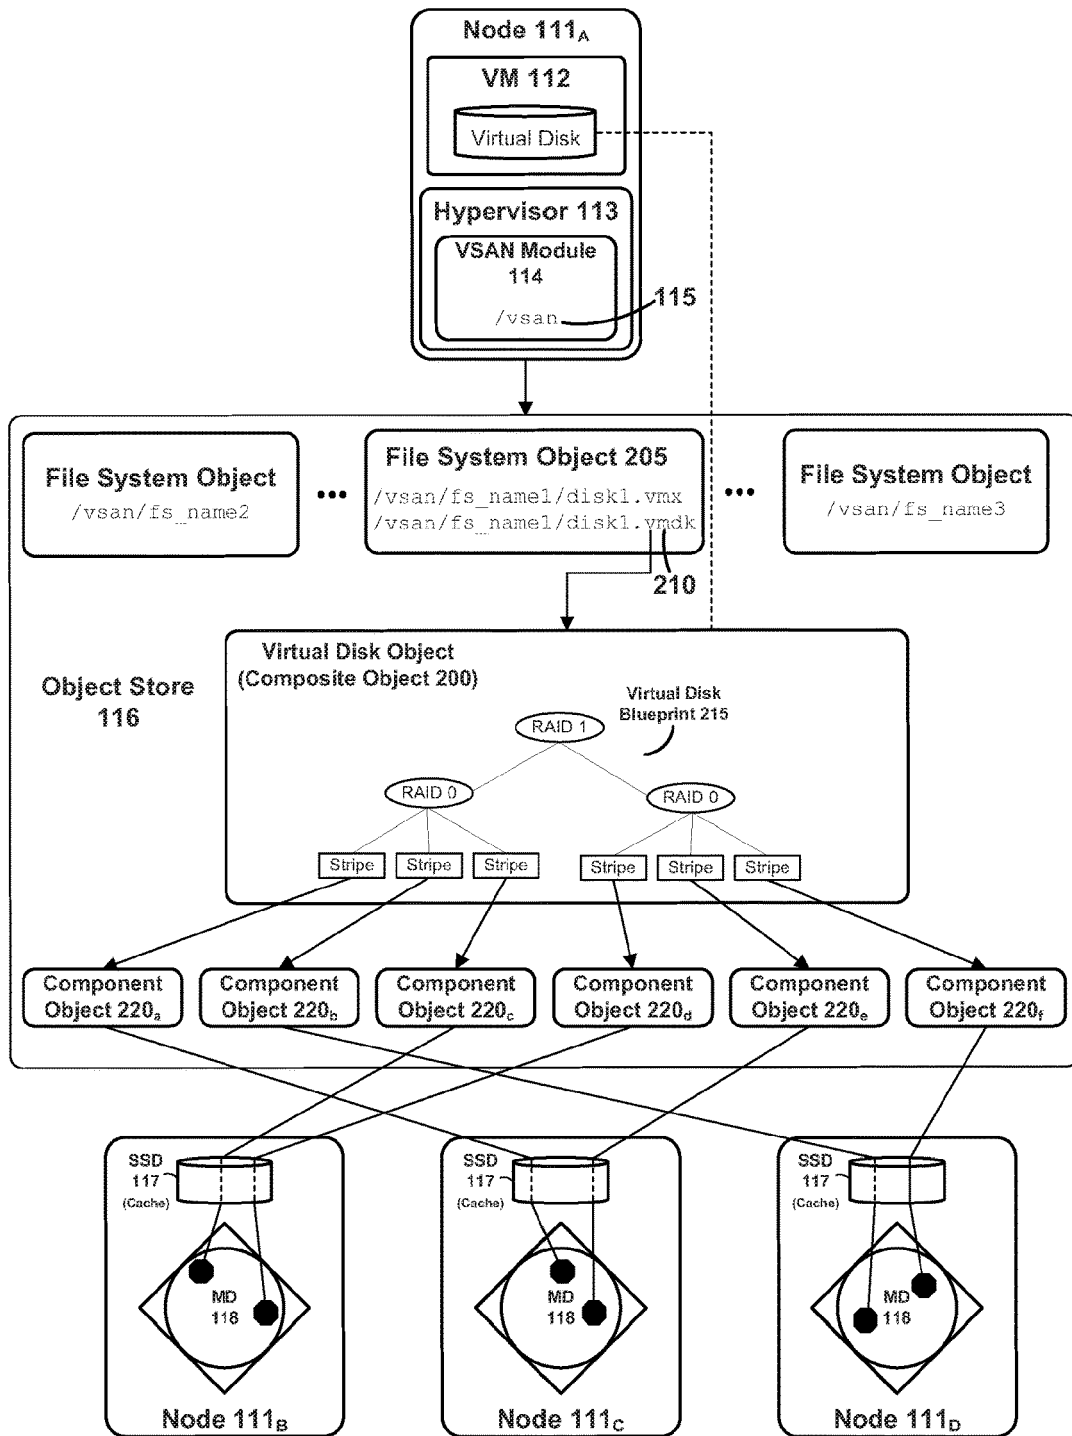 Node 111A
VM 112
Virtual Disk
Hypervisor 113
VSAN Module
114
115
/vsan
File System Object
/vsan/fs_name2
•••
File System Object 205
/vsan/fs_name1/disk1.vmx
/vsan/fs_name1/disk1.vmdk
•••
File System Object
/vsan/fs_name3
210
Object Store
116
Virtual Disk Object
(Composite Object 200)
Virtual Disk
Blueprint 215
RAID 1
RAID 0
RAID 0
Stripe
Stripe
Stripe
Stripe
Stripe
Stripe
Component
Object 220a
Component
Object 220b
Component
Object 220c
Component
Object 220d
Component
Object 220e
Component
Object 220f
SSD
117
(Cache)
MD
118
Node 111B
SSD
117
(Cache)
MD
118
Node 111C
SSD
117
(Cache)
MD
118
Node 111D